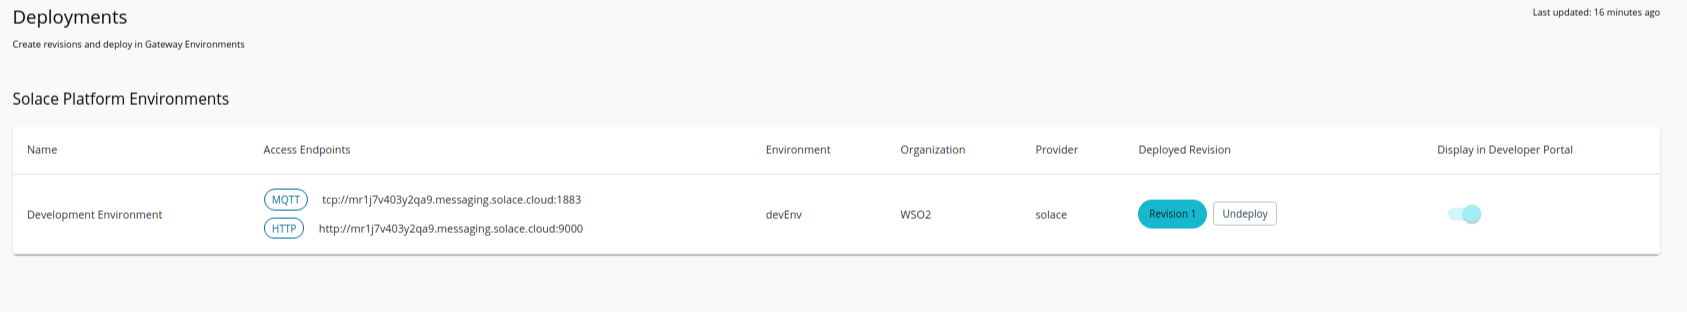 Deployments
Last updated: 16 minutes ago
Create revisions and deploy in Gateway Environments
Solace Platform Environments
Name Access Endpoints Environment Organization Provider Deployed Revision Display in Developer Portal
MQTT tcp://mr1j7v403y2qa9.messaging.solace.cloud:1883
Development Environment devEnv WSO2 solace Revision 1 Undeploy
HTTP http://mr1j7v403y2qa9.messaging.solace.cloud:9000